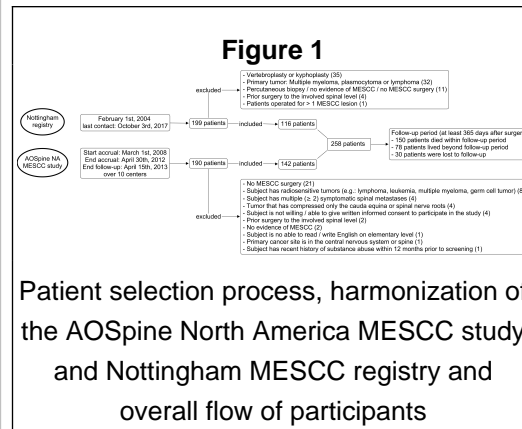 Figure 1
- Vertebroplasty or kyphoplasty (35)
- Primary tumor: Multiple myeloma, plasmocytoma or lymphoma (32)
- Percutaneous biopsy / no evidence of MESCC / no MESCC surgery (11)
- Prior surgery to the involved spinal level (4)
- Patients operated for > 1 MESCC lesion (1)
excluded
Nottingham
registry
February 1st, 2004
last contact: October 3rd, 2017
199 patients
included
116 patients
258 patients
Follow-up period (at least 365 days after surger
- 150 patients died within follow-up period
- 78 patients lived beyond follow-up period
- 30 patients were lost to follow-up
AOSpine NA
MESCC study
Start accrual: March 1st, 2008
End accrual: April 30th, 2012
End follow-up: April 15th, 2013
over 10 centers
190 patients
included
142 patients
excluded
- No MESCC surgery (21)
- Subject has radiosensitive tumors (e.g.: lymphoma, leukemia, multiple myeloma, germ cell tumor) (8
- Subject has multiple (≥ 2) symptomatic spinal metastases (4)
- Tumor that has compressed only the cauda equina or spinal nerve roots (4)
- Subject is not willing / able to give written informed consent to participate in the study (4)
- Prior surgery to the involved spinal level (2)
- No evidence of MESCC (2)
- Subject is no able to read / write English on elementary level (1)
- Primary cancer site is in the central nervous system or spine (1)
- Subject has recent history of substance abuse within 12 months prior to screening (1)
Patient selection process, harmonization of
the AOSpine North America MESCC study
and Nottingham MESCC registry and
overall flow of participants